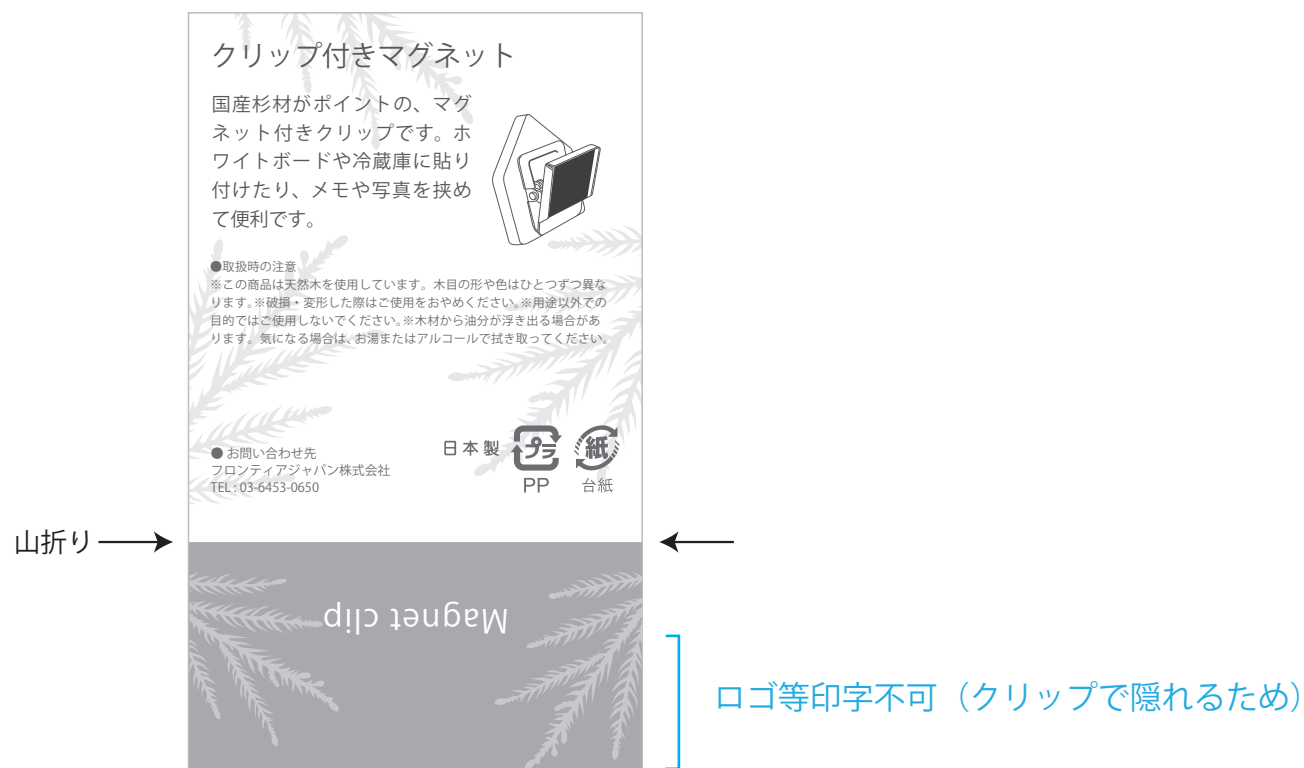 クリップ付きマグネット
国産杉材がポイントの、マグ
ネット付きクリップです。ホ
ワイトボードや冷蔵庫に貼り
付けたり、メモや写真を挟め
て便利です。
●取扱時の注意
※この商品は天然木を使用しています。木目の形や色はひとつずつ異な
ります。※破損・変形した際はご使用をおやめください。※用途以外での
目的ではご使用しないでください。※木材から油分が浮き出る場合があ
ります。気になる場合は、お湯またはアルコールで拭き取ってください。
● お問い合わせ先
フロンティアジャパン株式会社
TEL : 03-6453-0650
日本製
プラ
PP
紙
台紙
山折り
Magnet clip
ロゴ等印字不可（クリップで隠れるため）